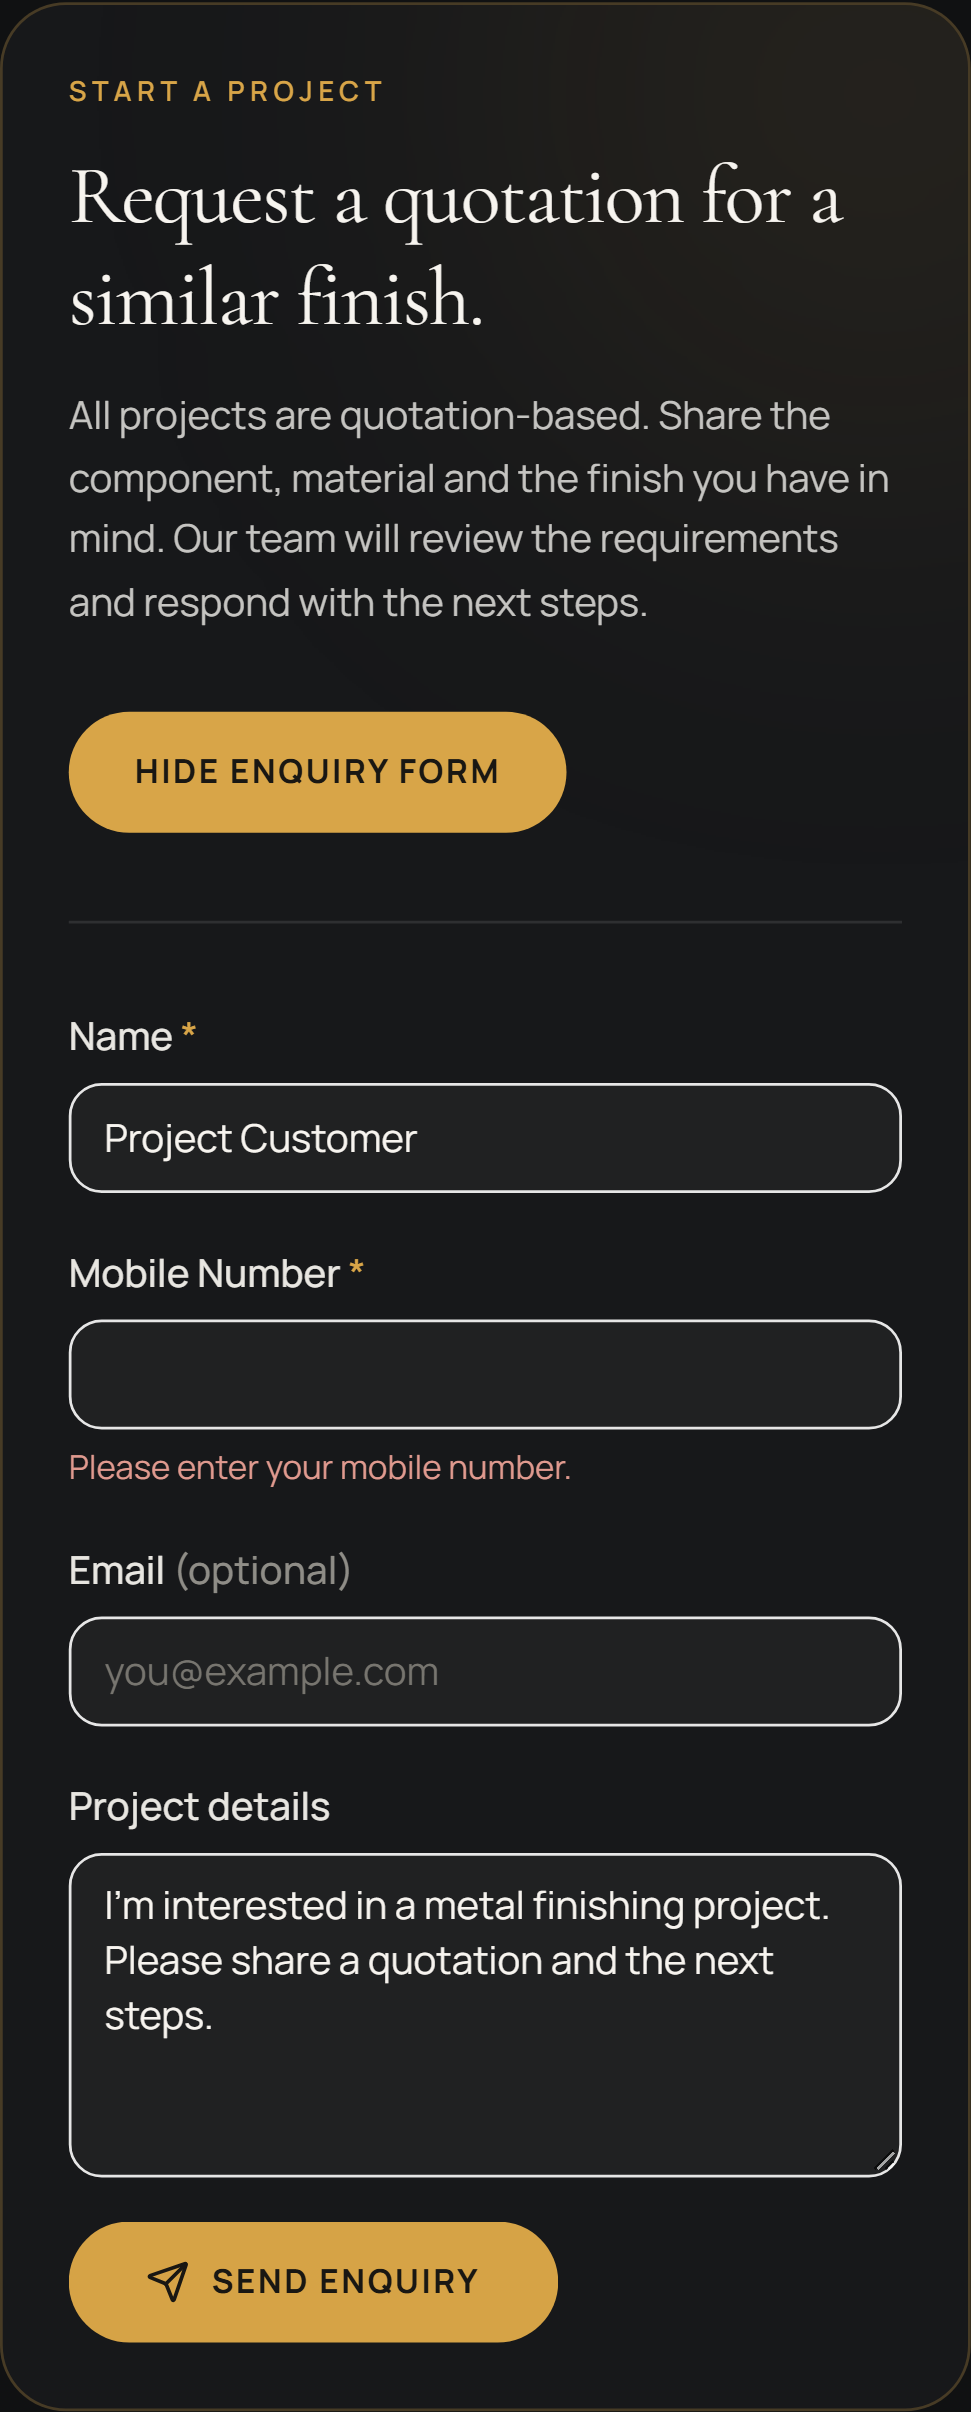 START A PROJECT
Request a quotation for a
similar finish.
All projects are quotation-based. Share the
component, material and the finish you have in
mind. Our team will review the requirements
and respond with the next steps.
HIDE ENQUIRY FORM
Name *
Project Customer
Mobile Number *
Please enter your mobile number.
Email (optional)
you@example.com
Project details
I'm interested in a metal finishing project.
Please share a quotation and the next
steps.
SEND ENQUIRY